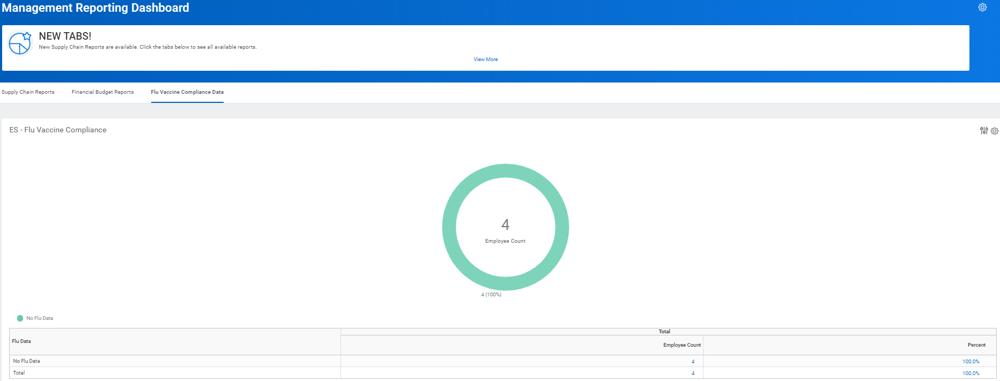 Management Reporting Dashboard
NEW TABS!
New Supply Chain Reports are available. Click the tabs below to see all available reports.
View More
Supply Chain Reports
Financial Budget Reports
Flu Vaccine Compliance Data
ES - Flu Vaccine Compliance
4
Employee Count
4 (100%)
No Flu Data
Total
Flu Data
Employee Count
Percent
No Flu Data
4
100.0%
Total
4
100.0%